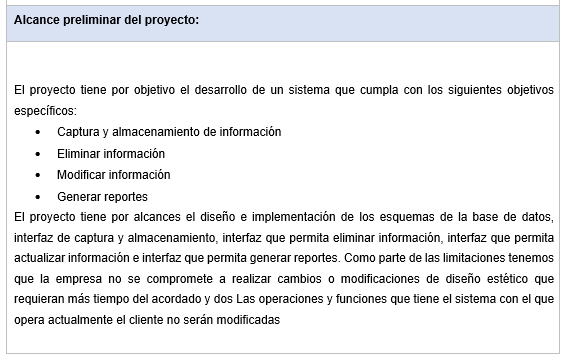 Alcance preliminar del proyecto:
El proyecto tiene por objetivo el desarrollo de un sistema que cumpla con los siguientes objetivos
específicos:
• Captura y almacenamiento de información
• Eliminar información
• Modificar información
• Generar reportes
El proyecto tiene por alcances el diseño e implementación de los esquemas de la base de datos,
interfaz de captura y almacenamiento, interfaz que permita eliminar información, interfaz que permita
actualizar información e interfaz que permita generar reportes. Como parte de las limitaciones tenemos
que la empresa no se compromete a realizar cambios o modificaciones de diseño estético que
requieran más tiempo del acordado y dos Las operaciones y funciones que tiene el sistema con el que
opera actualmente el cliente no serán modificadas